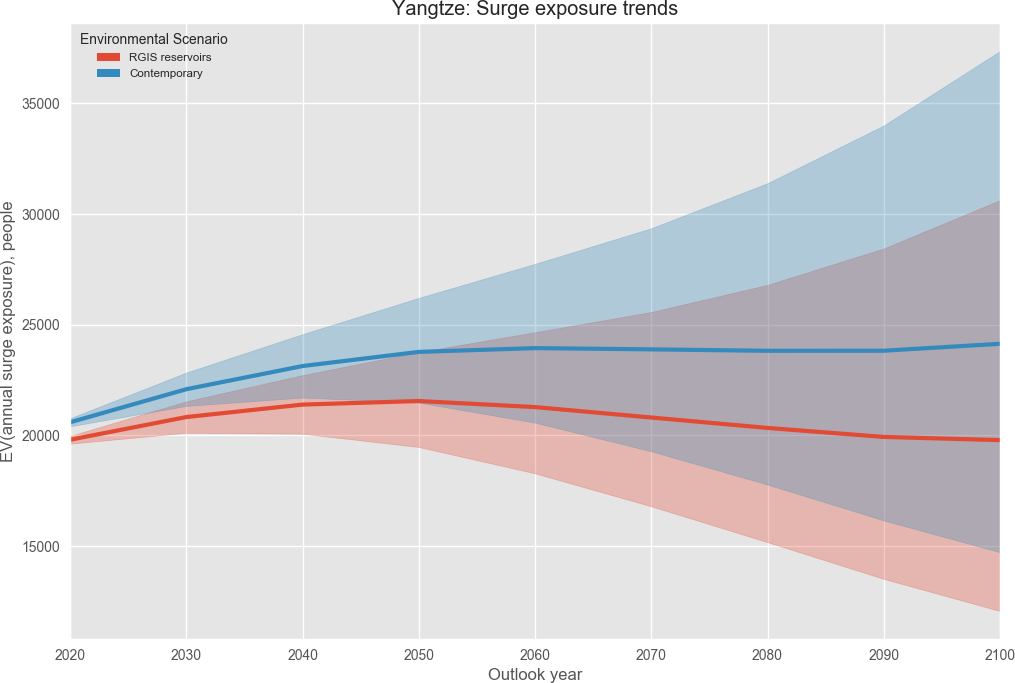 Yangtze: Surge exposure trends
Environmental Scenario
RGIS reservoirs
Contemporary
EV(annual surge exposure), people
35000
30000
25000
20000
15000
2020 2030 2040 2050 2060 2070 2080 2090 2100
Outlook year